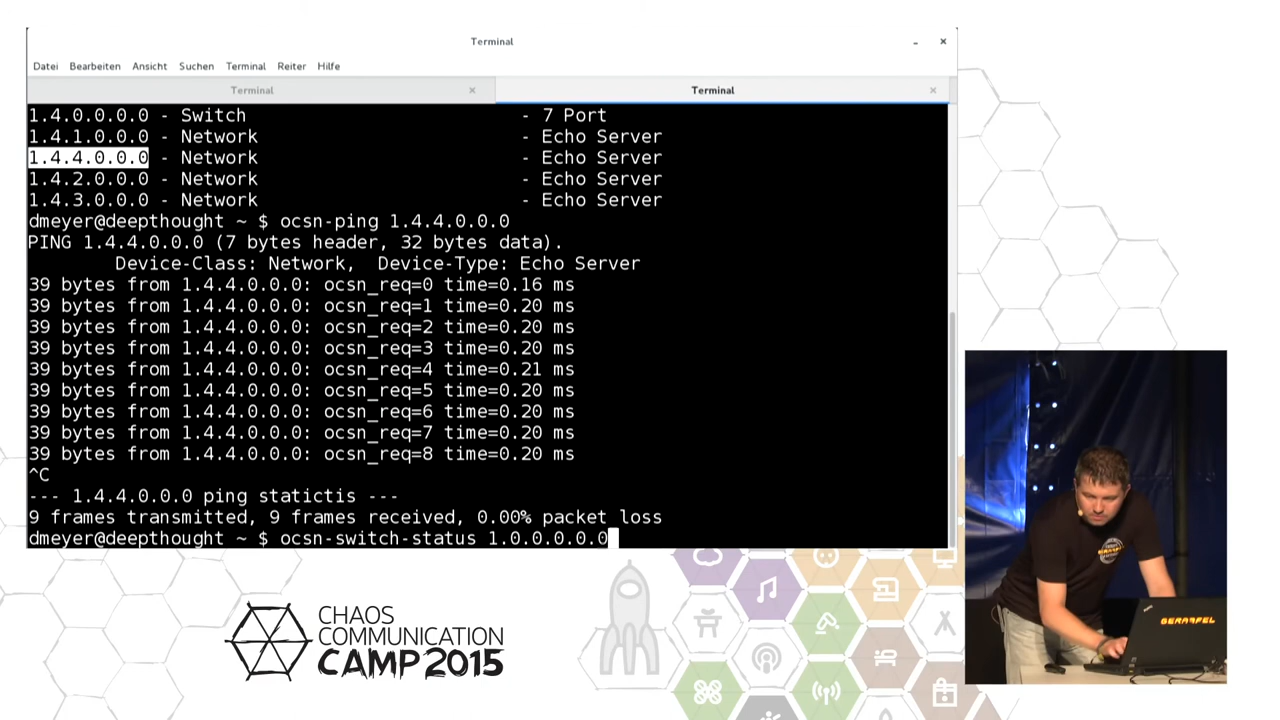 Terminal
Datei Bearbeiten Ansicht Suchen Terminal Reiter Hilfe
Terminal Terminal
1.4.0.0.0.0 - Switch - 7 Port
1.4.1.0.0.0 - Network - Echo Server
1.4.4.0.0.0 - Network - Echo Server
1.4.2.0.0.0 - Network - Echo Server
1.4.3.0.0.0 - Network - Echo Server
dmeyer@deepthought ~ $ ocsn-ping 1.4.4.0.0.0
PING 1.4.4.0.0.0 (7 bytes header, 32 bytes data).
Device-Class: Network, Device-Type: Echo Server
39 bytes from 1.4.4.0.0.0: ocsn_req=0 time=0.16 ms
39 bytes from 1.4.4.0.0.0: ocsn_req=1 time=0.20 ms
39 bytes from 1.4.4.0.0.0: ocsn_req=2 time=0.20 ms
39 bytes from 1.4.4.0.0.0: ocsn_req=3 time=0.20 ms
39 bytes from 1.4.4.0.0.0: ocsn_req=4 time=0.21 ms
39 bytes from 1.4.4.0.0.0: ocsn_req=5 time=0.20 ms
39 bytes from 1.4.4.0.0.0: ocsn_req=6 time=0.20 ms
39 bytes from 1.4.4.0.0.0: ocsn_req=7 time=0.20 ms
39 bytes from 1.4.4.0.0.0: ocsn_req=8 time=0.20 ms
^C
--- 1.4.4.0.0.0 ping statictis ---
9 frames transmitted, 9 frames received, 0.00% packet loss
dmeyer@deepthought ~ $ ocsn-switch-status 1.0.0.0.0.0
CHAOS
COMMUNICATION
CAMP 2015